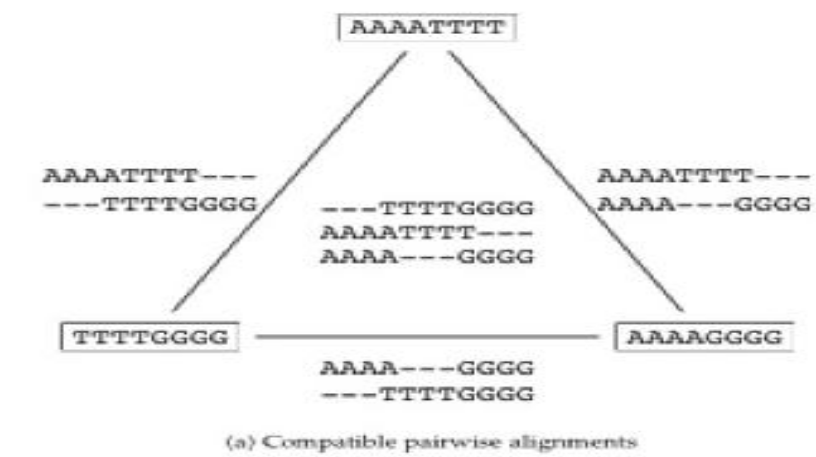 AAAATTTT
AAAATTTT---
---TTTTGGGG
AAAATTTT---
AAAA---GGGG
---TTTTGGGG
AAAATTTT---
AAAA---GGGG
TTTTGGGG
AAAAGGGG
AAAA---GGGG
---TTTTGGGG
(a) Compatible pairwise alignments